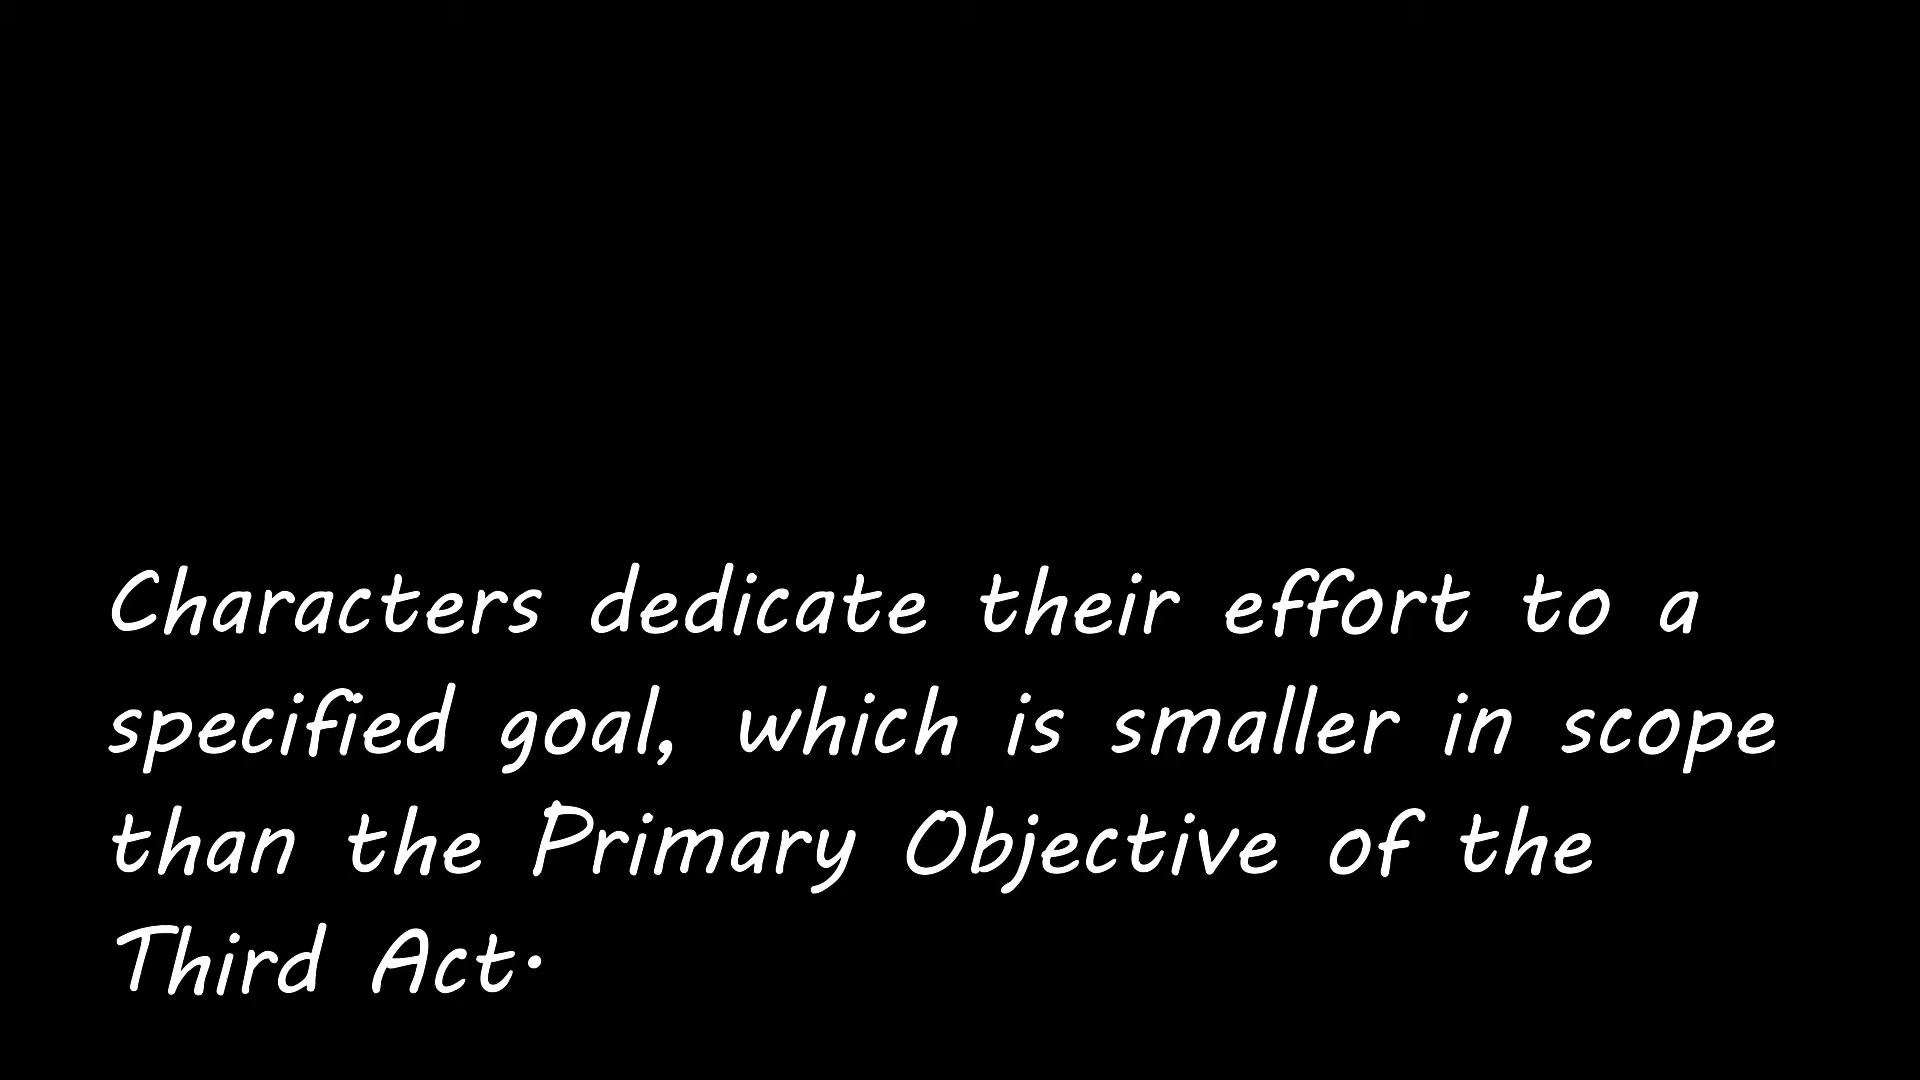 Characters dedicate their effort to a
specified goal, which is smaller in scope
than the Primary Objective of the
Third Act.